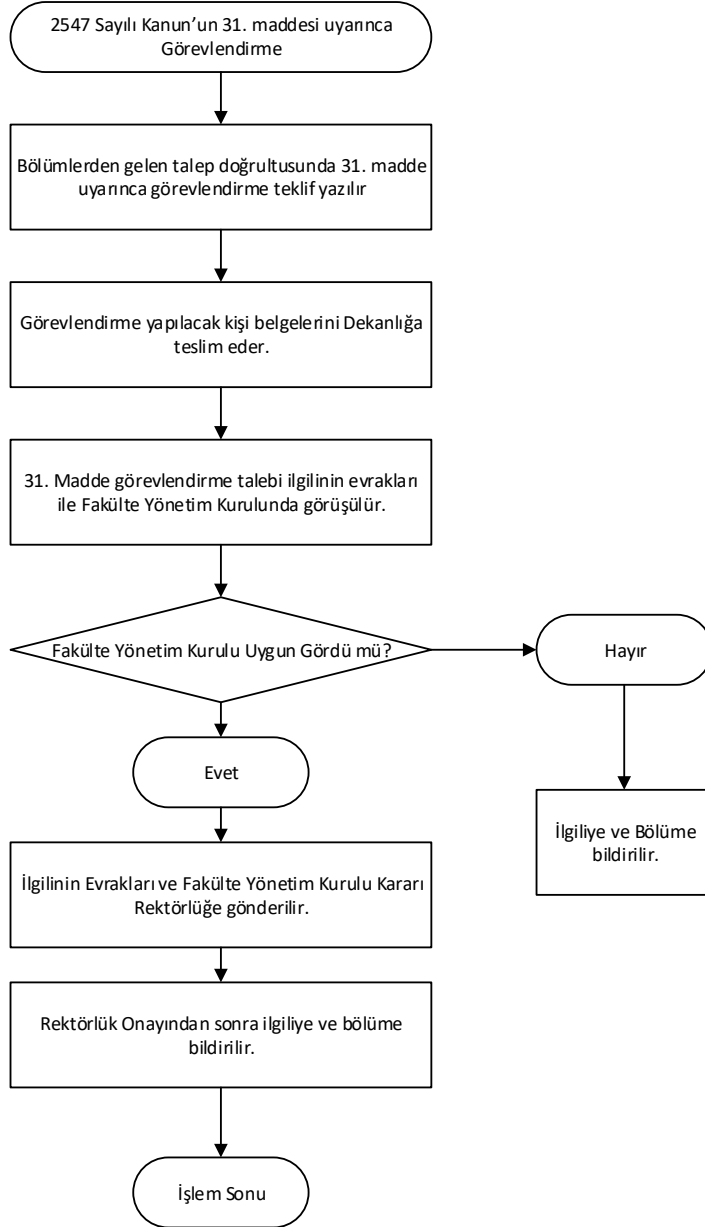 2547 Sayılı Kanun’un 31. maddesi uyarınca
Görevlendirme
Bölümlerden gelen talep doğrultusunda 31. madde
uyarınca görevlendirme teklif yazılır
Görevlendirme yapılacak kişi belgelerini Dekanlığa
teslim eder.
31. Madde görevlendirme talebi ilgilinin evrakları
ile Fakülte Yönetim Kurulunda görüşülür.
Fakülte Yönetim Kurulu Uygun Gördü mü?
Hayır
Evet
İlgiliye ve Bölüme
bildirilir.
İlgilinin Evrakları ve Fakülte Yönetim Kurulu Kararı
Rektörlüğe gönderilir.
Rektörlük Onayından sonra ilgiliye ve bölüme
bildirilir.
İşlem Sonu